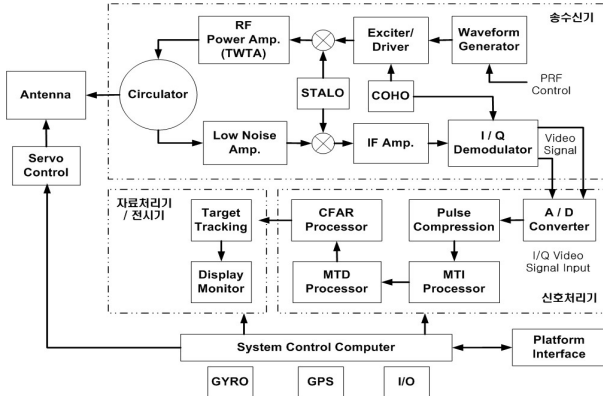 송수신기
RF
Power Amp.
(TWTA)
Exciter/
Driver
Waveform
Generator
PRF
Control
Antenna
Circulator
STALO
COHO
Servo
Control
Low Noise
Amp.
IF Amp.
I / Q
Demodulator
Video
Signal
자료처리기
/ 전시기
Target
Tracking
CFAR
Processor
Pulse
Compression
A / D
Converter
Display
Monitor
MTD
Processor
MTI
Processor
I/Q Video
Signal Input
신호처리기
System Control Computer
Platform
Interface
GYRO
GPS
I/O